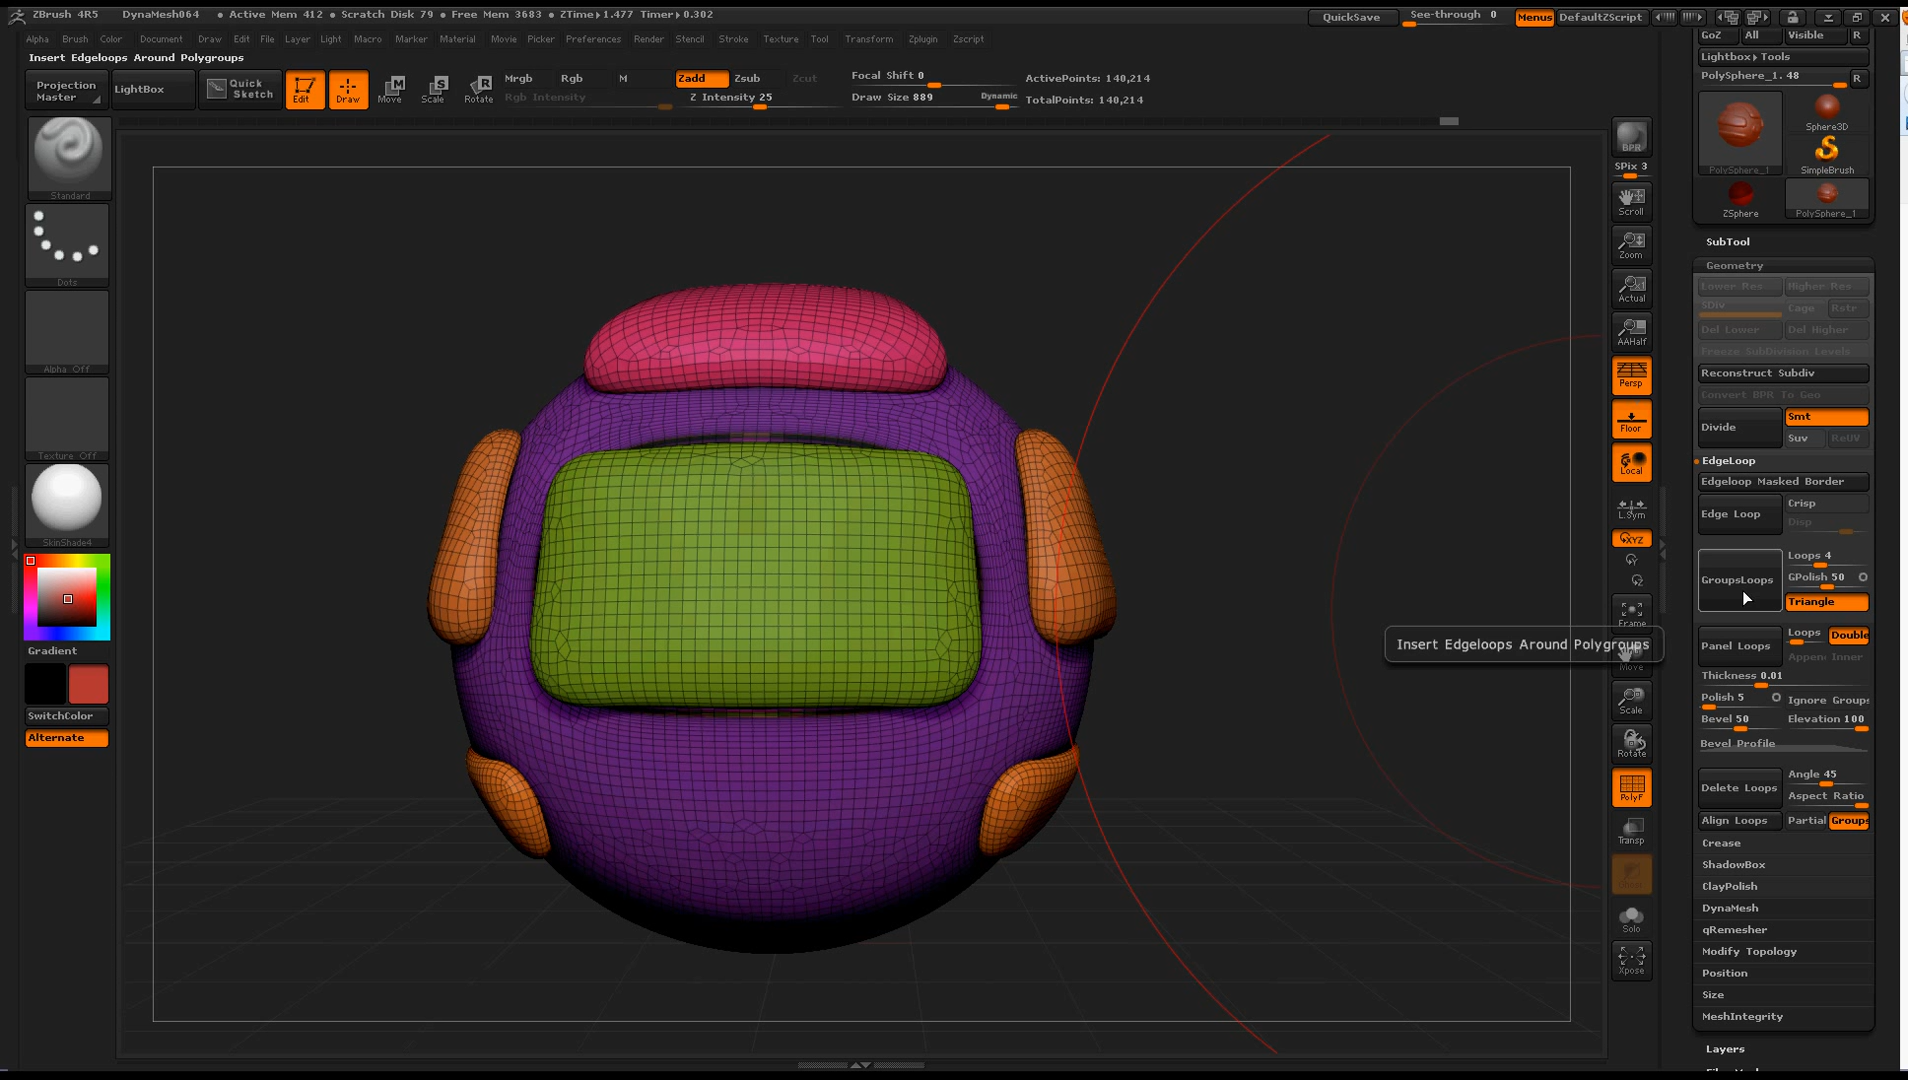 ZBrush 4R5 DynaMesh064 • Active Mem 412 • Scratch Disk 79 • Free Mem 3683 • ZTime▸1.477 Timer▸0.302
QuickSave See-through 0 Menus DefaultZScript
Alpha Brush Color Document Draw Edit File Layer Light Macro Marker Material Movie Picker Preferences Render Stencil Stroke Texture Tool Transform Zplugin Zscript
Insert Edgeloops Around Polygroups
Projection Master
LightBox
Quick Sketch
Edit
Draw
Move
Scale
Rotate
Mrgb Rgb M Zadd Zsub Zcut
Rgb Intensity Z Intensity 25
Focal Shift 0
Draw Size 889 Dynamic
ActivePoints: 140,214
TotalPoints: 140,214
Standard
Dots
Alpha Off
Texture Off
SkinShade4
Gradient
SwitchColor
Alternate
BPR
SPix 3
Scroll
Zoom
Actual
AAHalf
Persp
Floor
Local
L.Sym
XYZ
Frame
Move
Scale
Rotate
PolyF
Transp
Solo
Xpose
Insert Edgeloops Around Polygroups
GoZ All Visible R
Lightbox▸Tools
PolySphere_1. 48 R
Sphere3D
PolySphere_1 SimpleBrush
ZSphere PolySphere_1
SubTool
Geometry
Lower Res Higher Res
SDiv Cage Rstr
Del Lower Del Higher
Freeze SubDivision Levels
Reconstruct Subdiv
Convert BPR To Geo
Divide Smt
Suv ReUV
EdgeLoop
Edgeloop Masked Border
Edge Loop Crisp
Disp
GroupsLoops Loops 4
GPolish 50
Triangle
Panel Loops Loops Double
Append Inner
Thickness 0.01
Polish 5 Ignore Groups
Bevel 50 Elevation 100
Bevel Profile
Delete Loops Angle 45
Aspect Ratio
Align Loops Partial Groups
Crease
ShadowBox
ClayPolish
DynaMesh
qRemesher
Modify Topology
Position
Size
MeshIntegrity
Layers